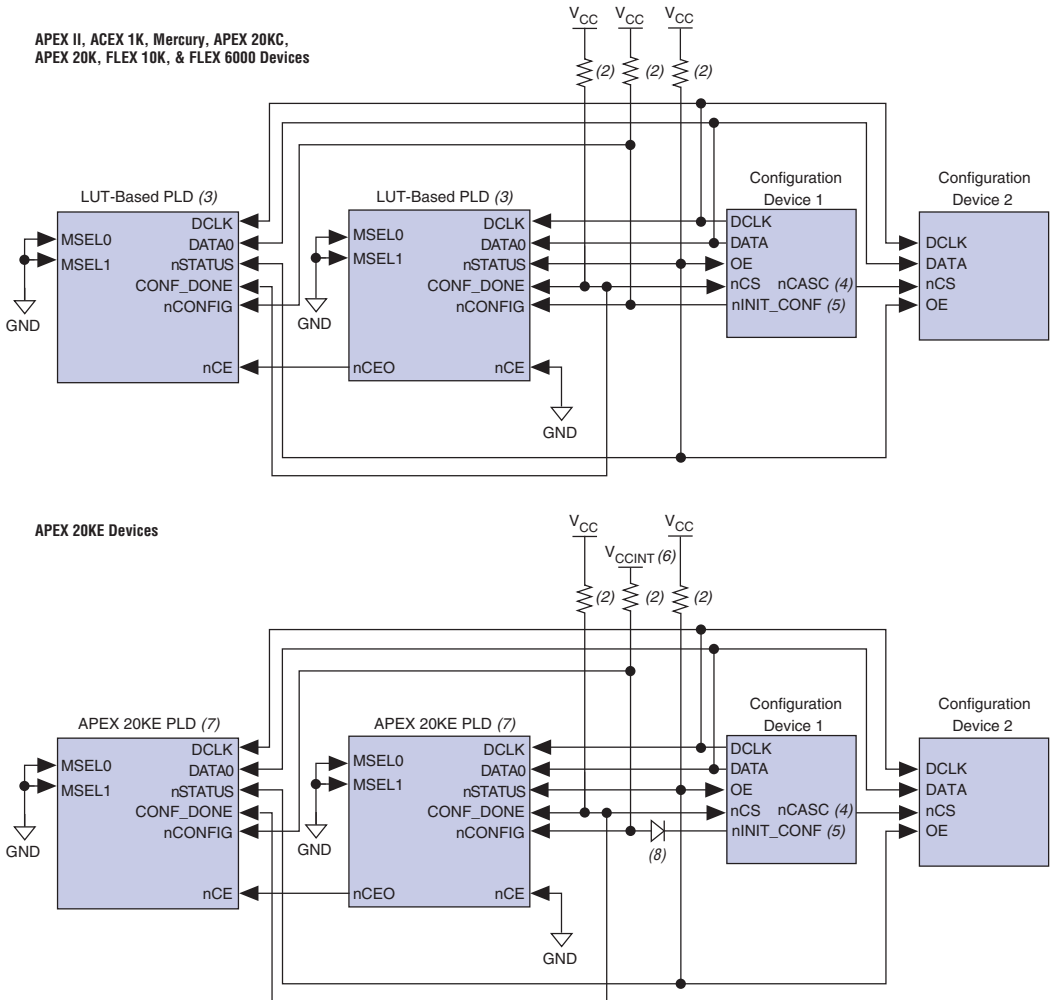 APEX II, ACEX 1K, Mercury, APEX 20KC,
APEX 20K, FLEX 10K, & FLEX 6000 Devices
VCC VCC VCC
(2) (2) (2)
LUT-Based PLD (3)
MSEL0
MSEL1
GND
DCLK
DATA0
nSTATUS
CONF_DONE
nCONFIG
nCE
LUT-Based PLD (3)
MSEL0
MSEL1
GND
DCLK
DATA0
nSTATUS
CONF_DONE
nCONFIG
nCEO nCE
GND
Configuration
Device 1
DCLK
DATA
OE
nCS nCASC (4)
nINIT_CONF (5)
Configuration
Device 2
DCLK
DATA
nCS
OE
APEX 20KE Devices
VCC VCC
VCCINT (6)
(2) (2) (2)
APEX 20KE PLD (7)
MSEL0
MSEL1
GND
DCLK
DATA0
nSTATUS
CONF_DONE
nCONFIG
nCE
APEX 20KE PLD (7)
MSEL0
MSEL1
GND
DCLK
DATA0
nSTATUS
CONF_DONE
nCONFIG
nCEO nCE
GND
(8)
Configuration
Device 1
DCLK
DATA
OE
nCS nCASC (4)
nINIT_CONF (5)
Configuration
Device 2
DCLK
DATA
nCS
OE